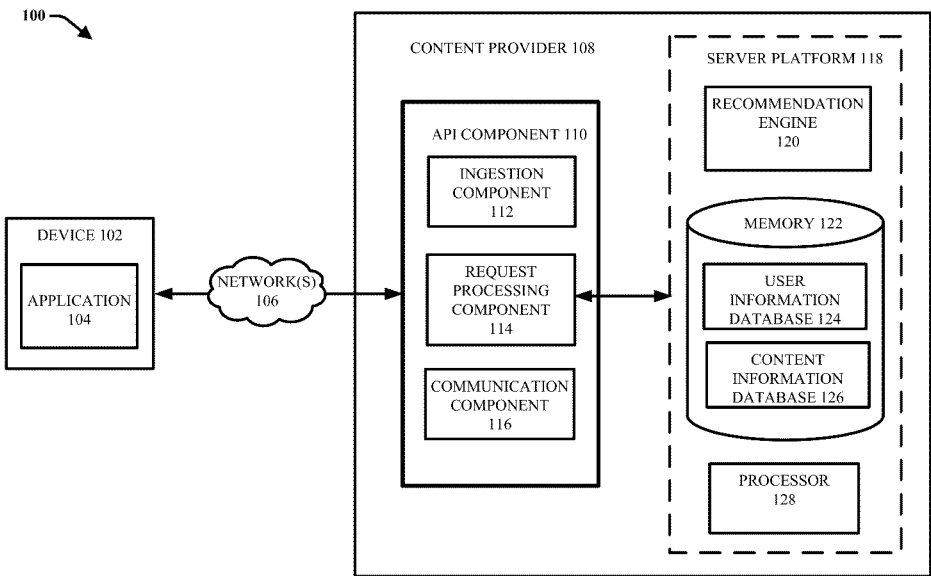 100
CONTENT PROVIDER 108
SERVER PLATFORM 118
RECOMMENDATION
ENGINE
120
API COMPONENT 110
INGESTION
COMPONENT
112
MEMORY 122
DEVICE 102
APPLICATION
104
NETWORK(S)
106
REQUEST
PROCESSING
COMPONENT
114
USER
INFORMATION
DATABASE 124
CONTENT
INFORMATION
DATABASE 126
COMMUNICATION
COMPONENT
116
PROCESSOR
128